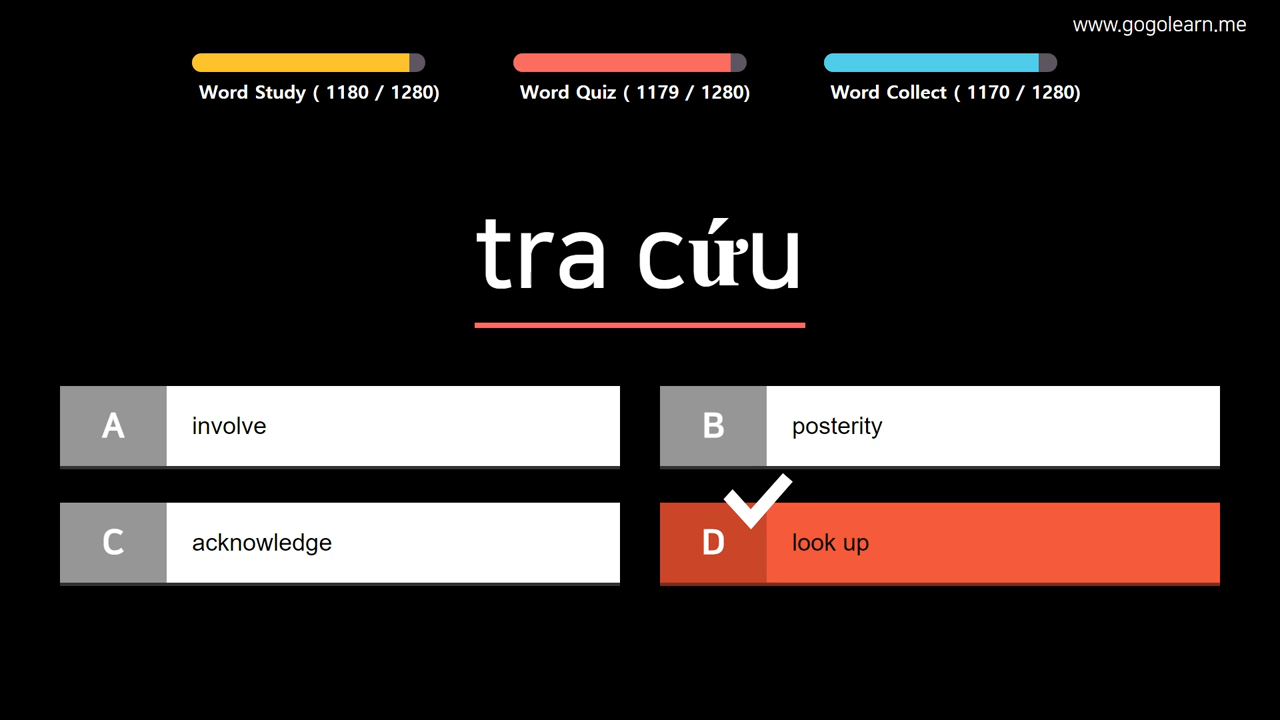 www.gogolearn.me
Word Study ( 1180 / 1280)
Word Quiz ( 1179 / 1280)
Word Collect ( 1170 / 1280)
tra cứu
A involve
B posterity
C acknowledge
D look up